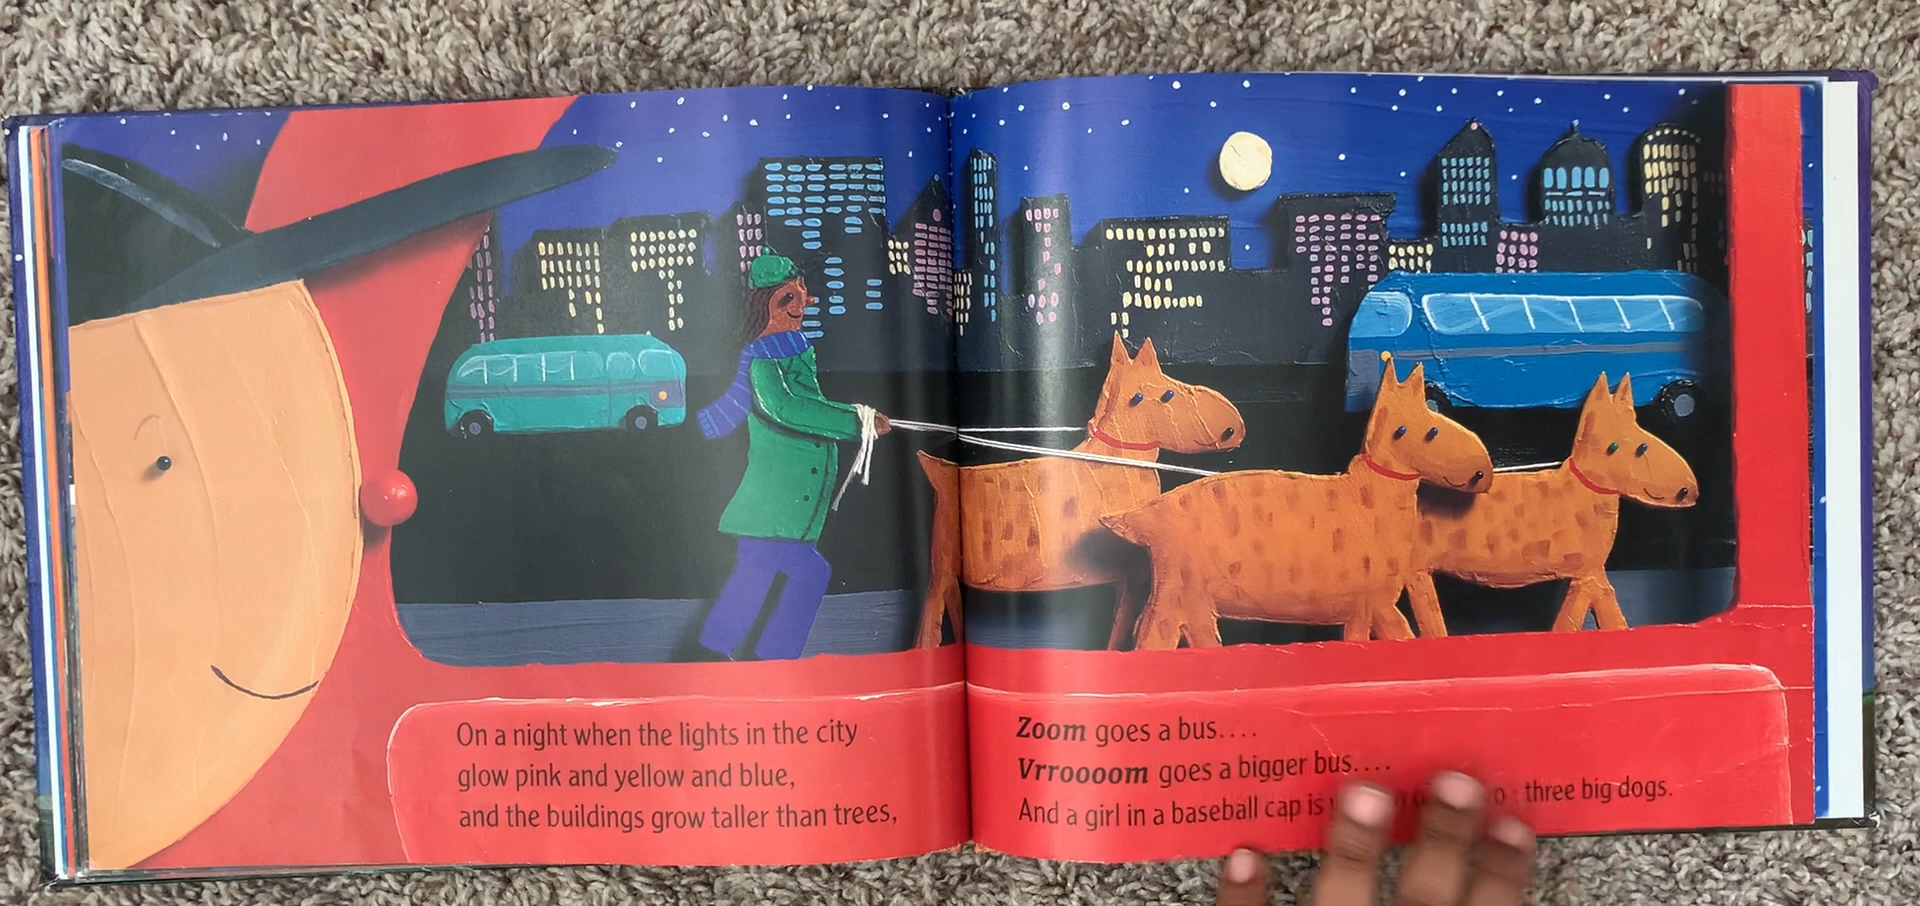 On a night when the lights in the city
glow pink and yellow and blue,
and the buildings grow taller than trees,
Zoom goes a bus....
Vrroooom goes a bigger bus....
And a girl in a baseball cap is three big dogs.